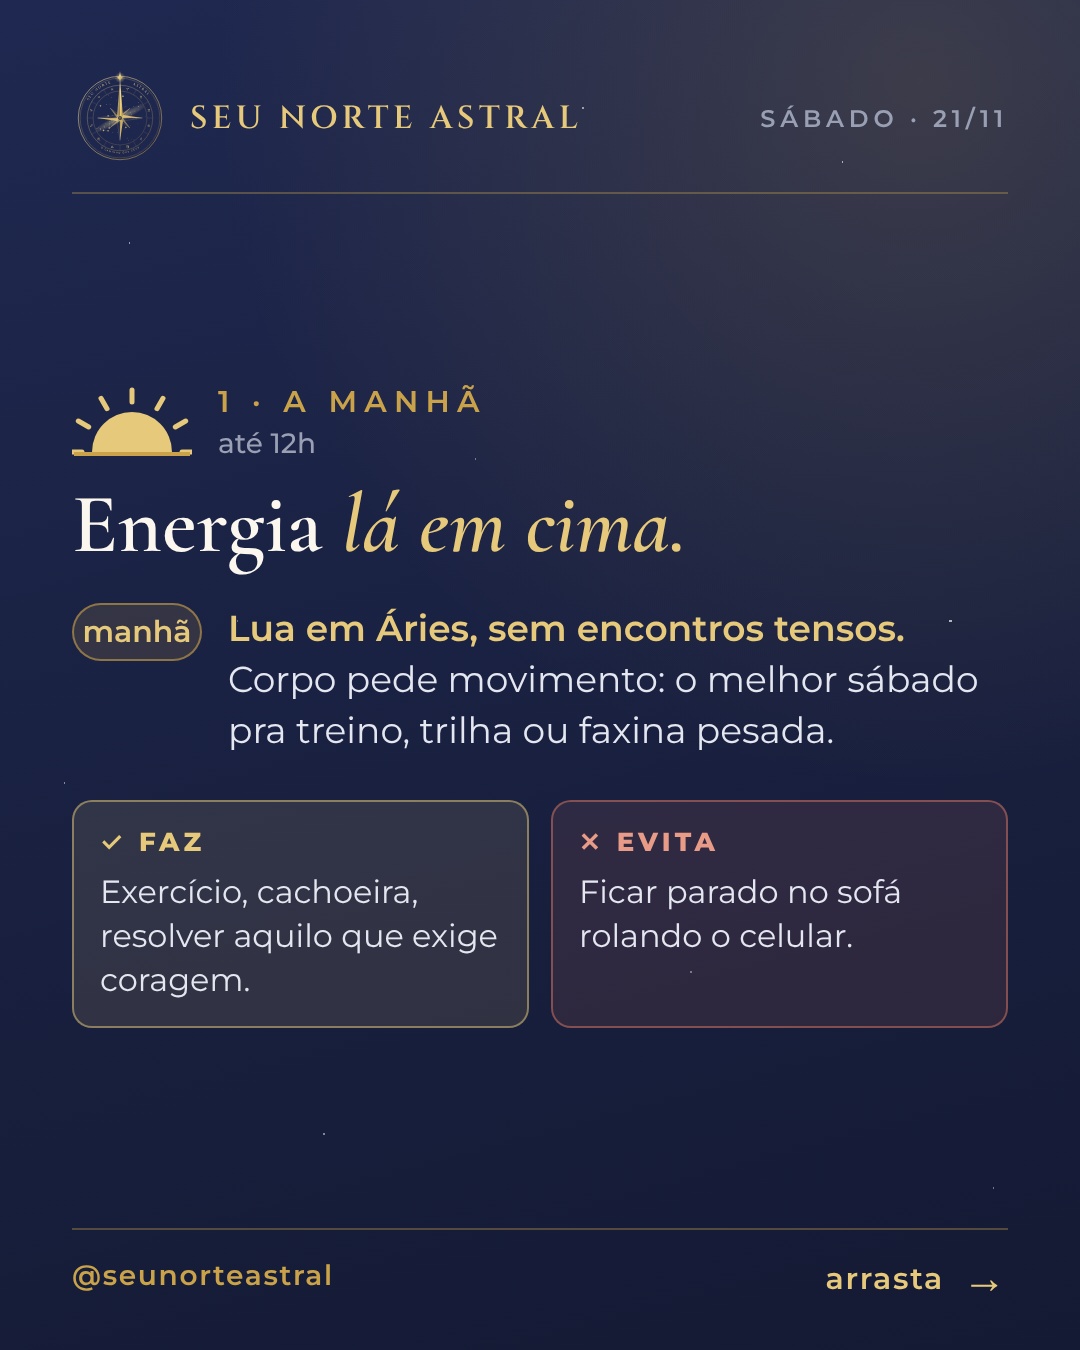 SEU NORTE ASTRAL
SÁBADO · 21/11
1 · A MANHÃ
até 12h
Energia lá em cima.
manhã
Lua em Áries, sem encontros tensos.
Corpo pede movimento: o melhor sábado
pra treino, trilha ou faxina pesada.
✓ FAZ
Exercício, cachoeira,
resolver aquilo que exige
coragem.
✕ EVITA
Ficar parado no sofá
rolando o celular.
@seunorteastral
arrasta →